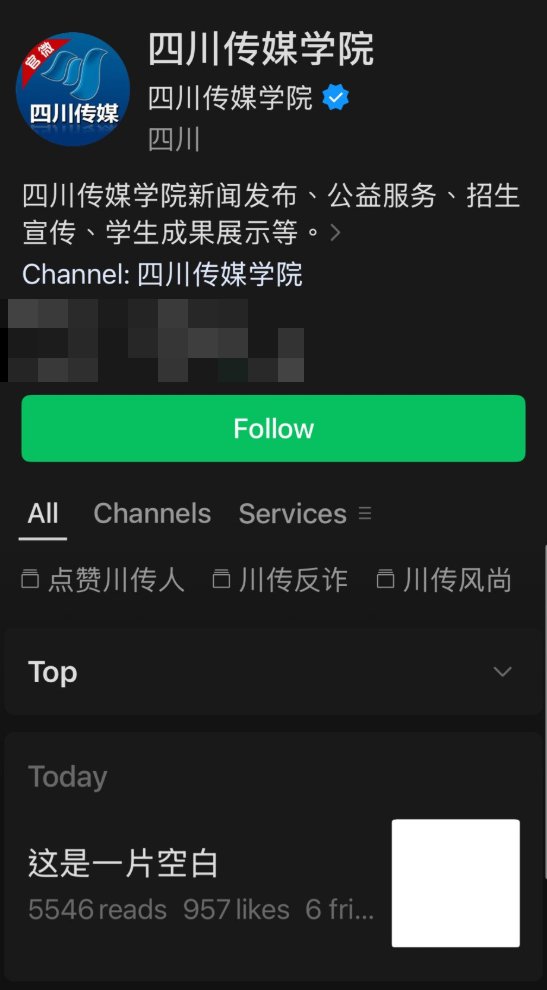 官微
四川传媒
四川传媒学院
四川传媒学院
四川
四川传媒学院新闻发布、公益服务、招生
宣传、学生成果展示等。
Channel: 四川传媒学院
Follow
All Channels Services
点赞川传人 川传反诈 川传风尚
Top
Today
这是一片空白
5546 reads 957 likes 6 fri...